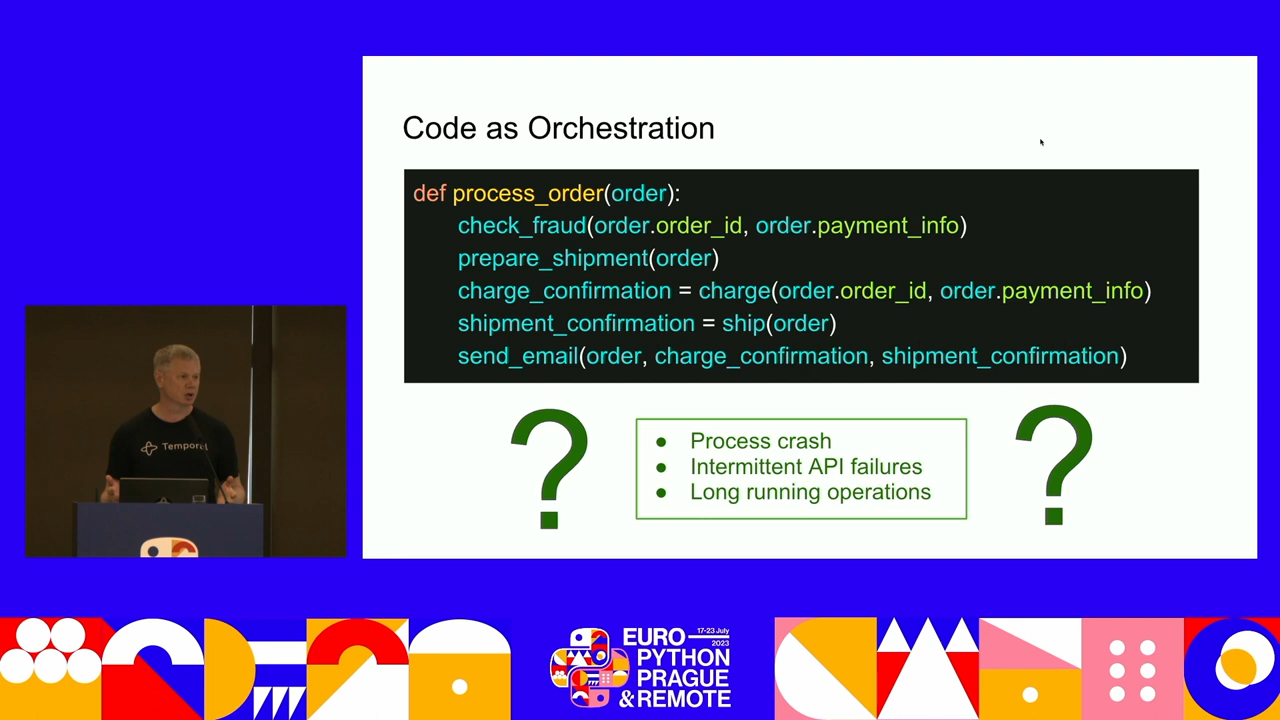 Code as Orchestration
def process_order(order):
check_fraud(order.order_id, order.payment_info)
prepare_shipment(order)
charge_confirmation = charge(order.order_id, order.payment_info)
shipment_confirmation = ship(order)
send_email(order, charge_confirmation, shipment_confirmation)
? ?
● Process crash
● Intermittent API failures
● Long running operations
Temporal
17-23 July
2023
EURO
PYTHON
PRAGUE
&REMOTE